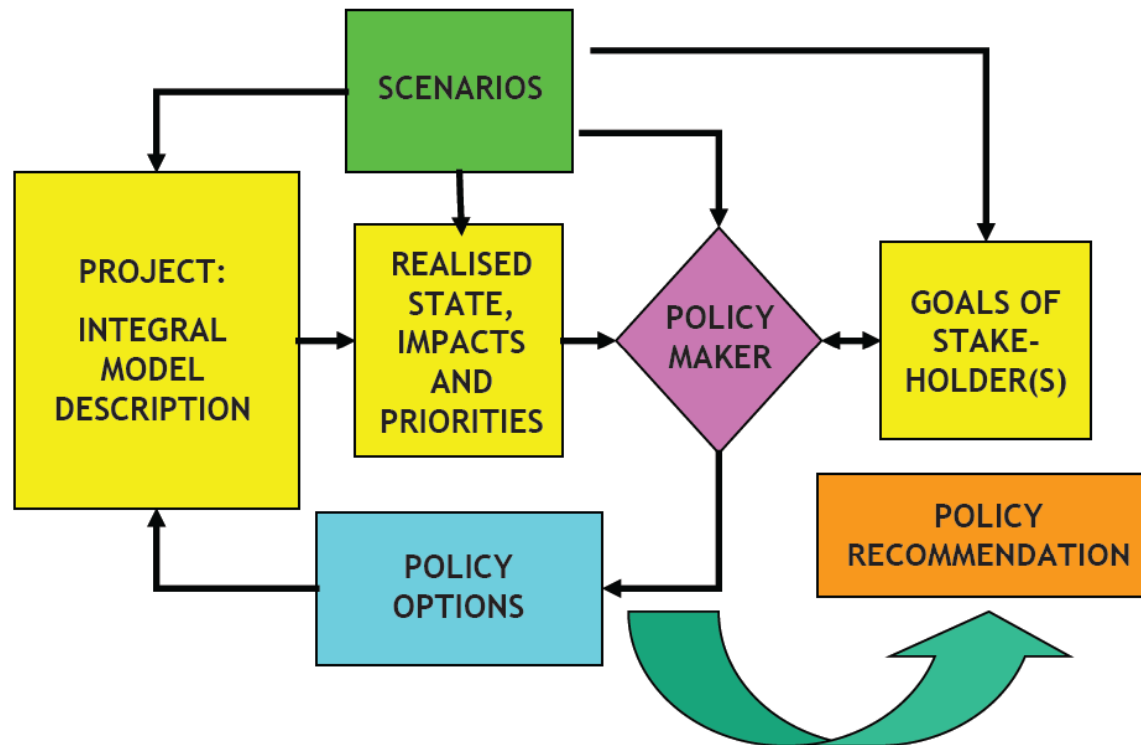 SCENARIOS
PROJECT:
INTEGRAL
MODEL
DESCRIPTION
REALISED
STATE,
IMPACTS
AND
PRIORITIES
POLICY
MAKER
GOALS OF
STAKE-
HOLDER(S)
POLICY
OPTIONS
POLICY
RECOMMENDATION